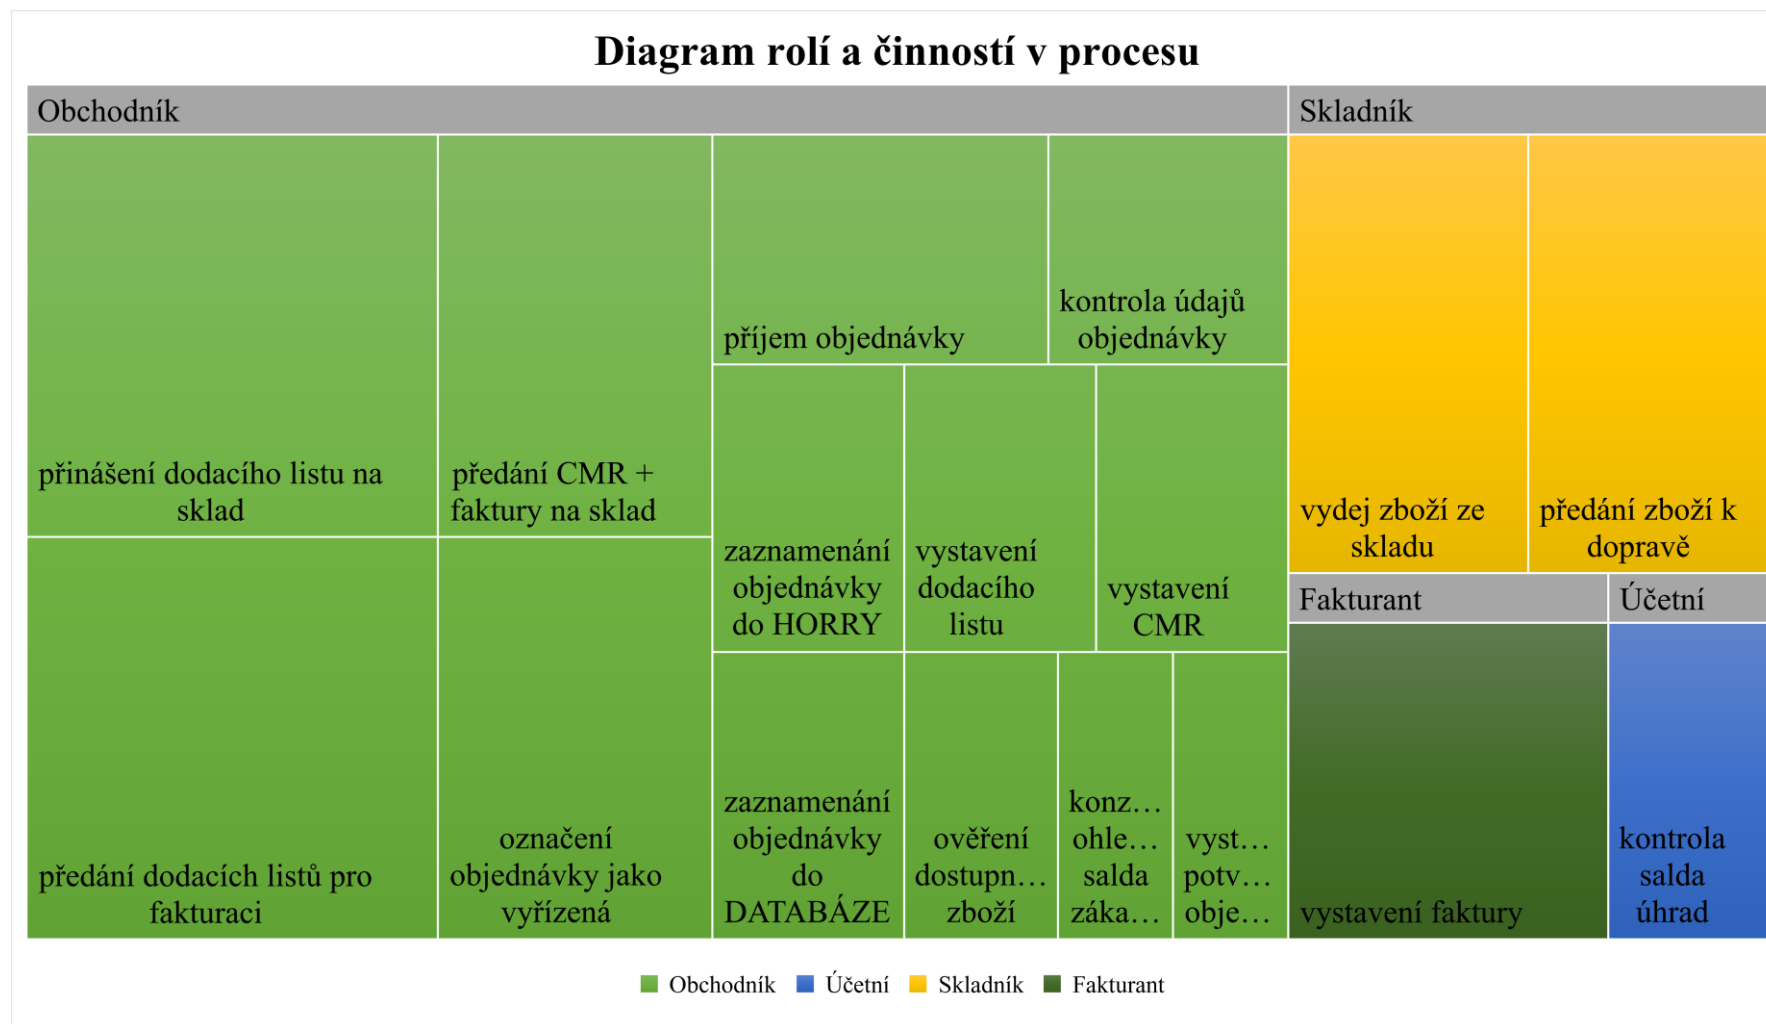 Diagram rolí a činností v procesu
Obchodník
přinášení dodacího listu na
sklad
předání CMR +
faktury na sklad
příjem objednávky
kontrola údajů
objednávky
zaznamenání
objednávky
do HORRY
vystavení
dodacího
listu
vystavení
CMR
předání dodacích listů pro
fakturaci
označení
objednávky jako
vyřízená
zaznamenání
objednávky
do
DATABÁZE
ověření
dostupn…
zboží
konz…
ohle…
salda
záka…
vyst…
potv…
obje…
Skladník
vydej zboží ze
skladu
předání zboží k
dopravě
Fakturant
vystavení faktury
Účetní
kontrola
salda
úhrad
Obchodník Účetní Skladník Fakturant